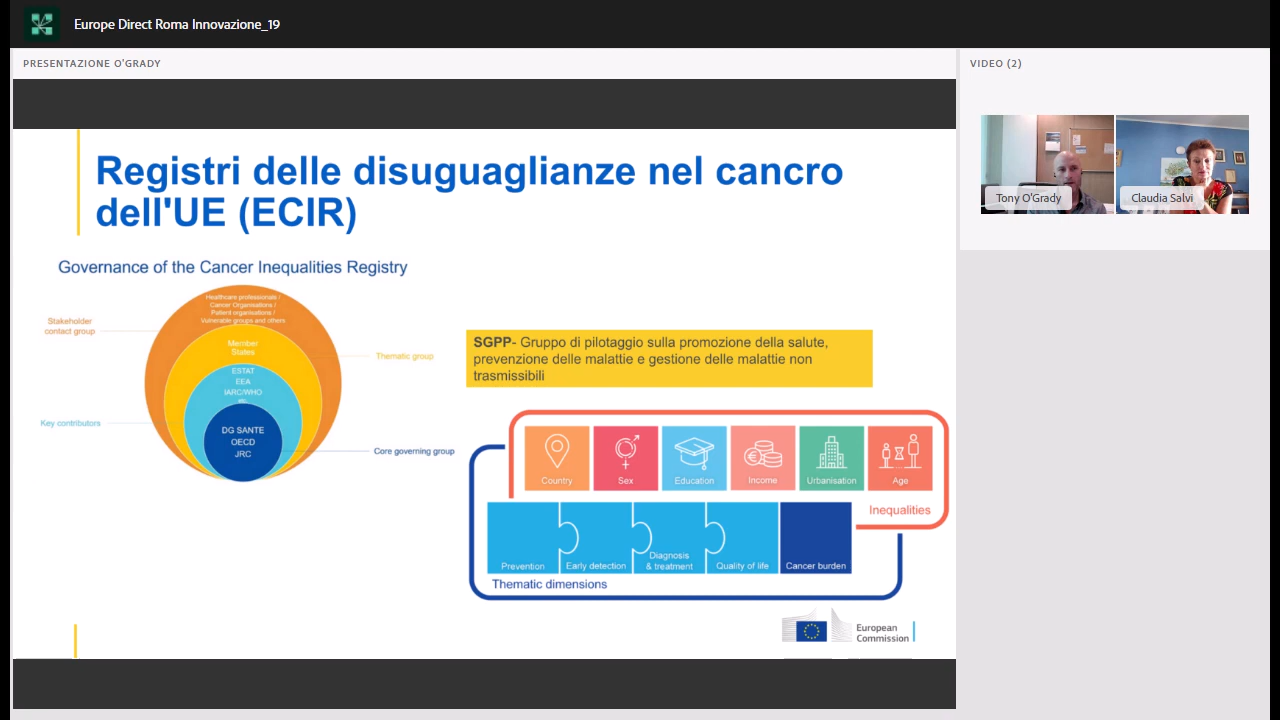 Europe Direct Roma Innovazione_19
PRESENTAZIONE O'GRADY
VIDEO (2)
Tony O'Grady
Claudia Salvi
Registri delle disuguaglianze nel cancro
dell'UE (ECIR)
Governance of the Cancer Inequalities Registry
Healthcare professionals /
Cancer Organisations /
Patient organisations /
Vulnerable groups and others
Stakeholder
contact group
Member
States
Thematic group
ESTAT
EEA
IARC/WHO
etc.
Key contributors
DG SANTE
OECD
JRC
Core governing group
SGPP- Gruppo di pilotaggio sulla promozione della salute,
prevenzione delle malattie e gestione delle malattie non
trasmissibili
Country
Sex
Education
Income
Urbanisation
Age
Inequalities
Prevention
Early detection
Diagnosis
& treatment
Quality of life
Cancer burden
Thematic dimensions
European
Commission